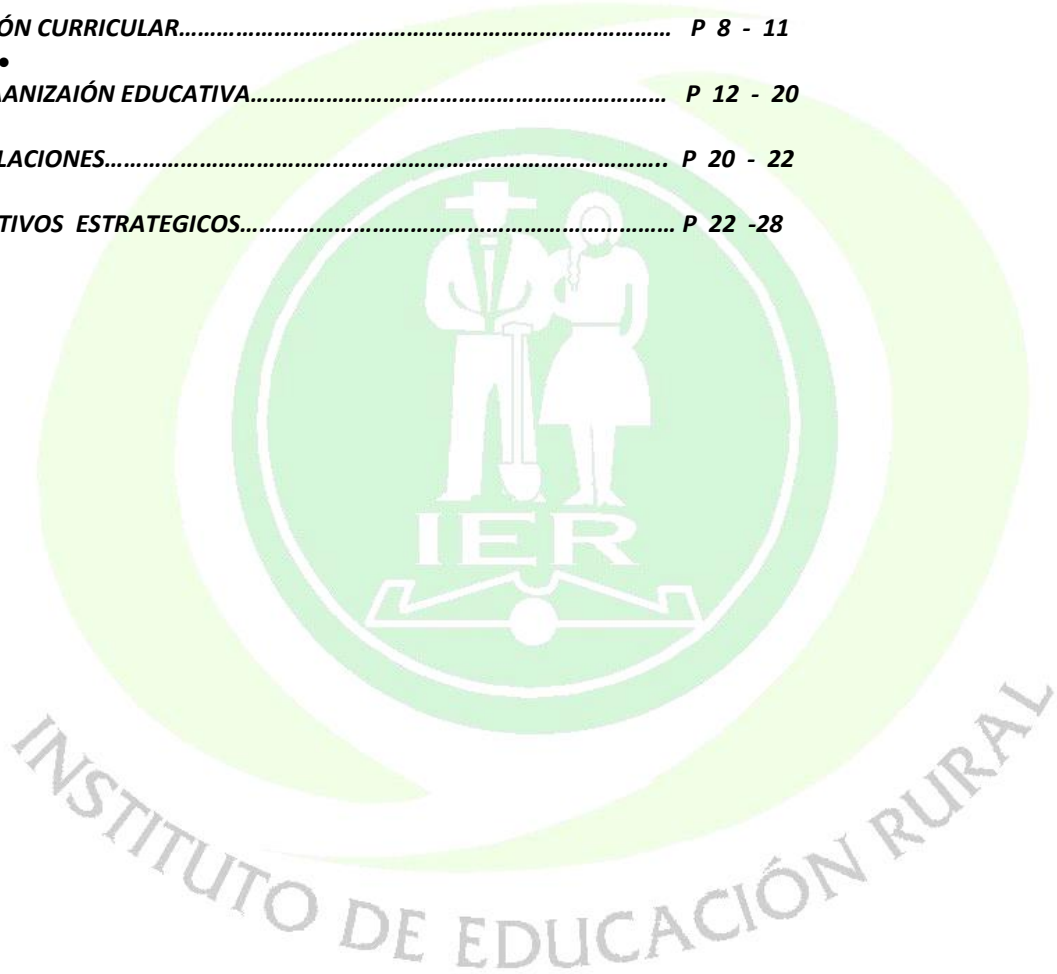 ÓN CURRICULAR……………………………………………………………………… P 8 - 11
•
AANIZAIÓN EDUCATIVA………………………………………………………… P 12 - 20
LACIONES……………………………………………………………………………….. P 20 - 22
TIVOS ESTRATEGICOS…………………………………………………………… P 22 -28
IER
INSTITUTO DE EDUCACIÓN RURAL